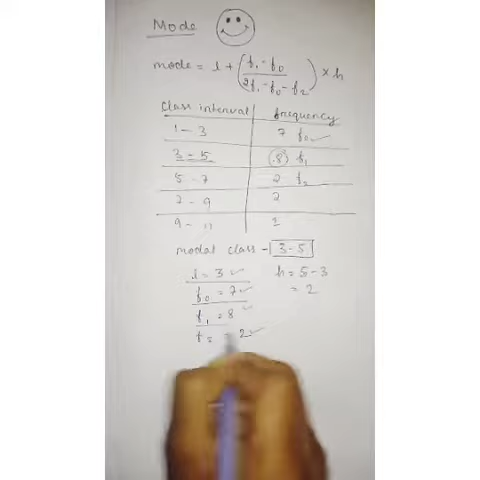 Mode
mode = l + (f₁ - f₀ / 2f₁ - f₀ - f₂) × h
Class interval frequency
1 - 3 7 f₀ ✓
3 - 5 8 f₁
5 - 7 2 f₂
7 - 9 2
9 - 11 1
modal class - 3 - 5
l = 3 ✓ h = 5 - 3
f₀ = 7 ✓ = 2
f₁ = 8 ✓
f = 2 ✓